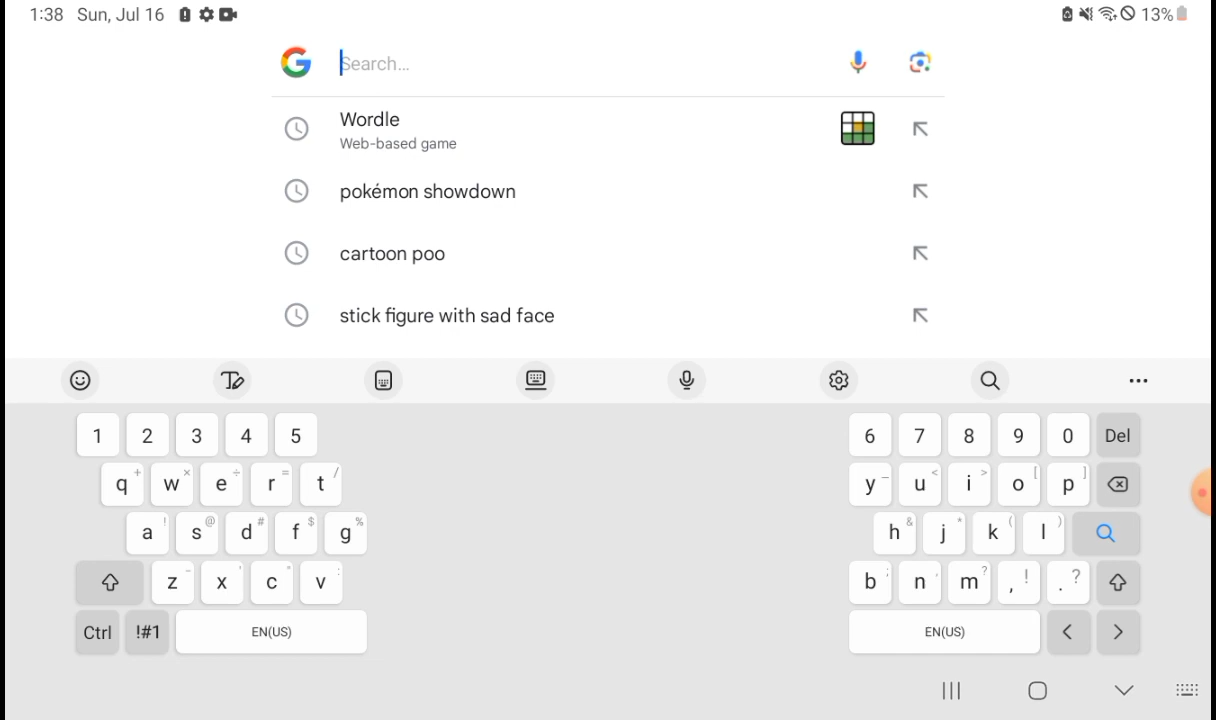 1:38 Sun, Jul 16 13%
Search...
Wordle
Web-based game
pokémon showdown
cartoon poo
stick figure with sad face
1 2 3 4 5 6 7 8 9 0 Del
q + w × e ÷ r = t / y _ u < i > o [ p ]
a ! s @ d # f $ g % h & j * k ( l )
z - x ' c " v : b ; n , m ? , ! . ?
Ctrl !#1 EN(US) EN(US) < >